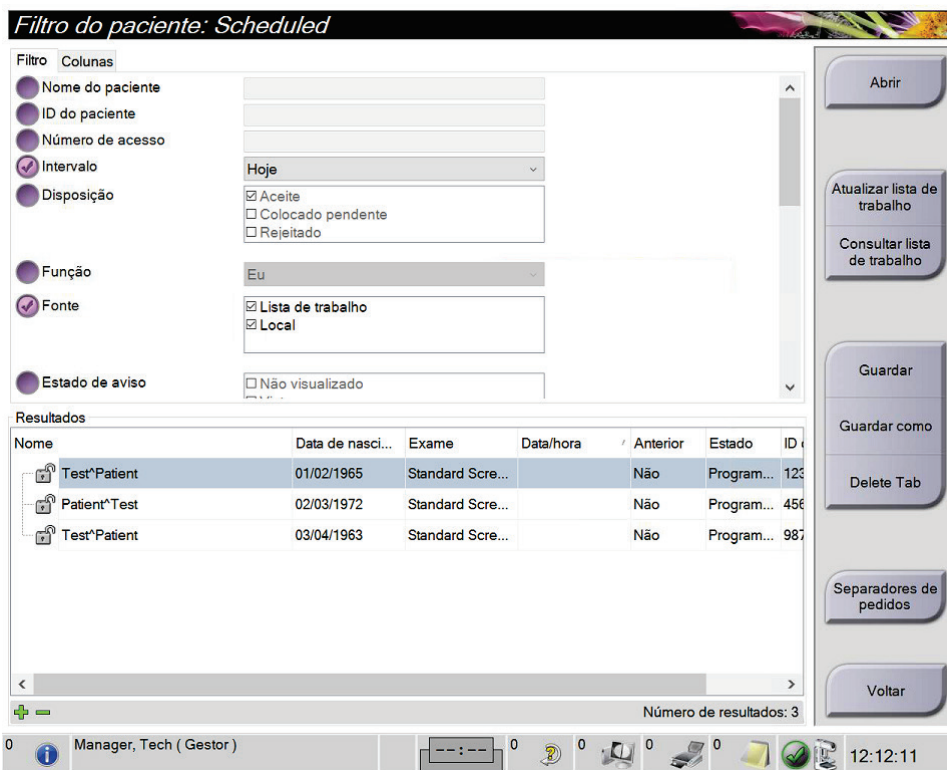 Filtro do paciente: Scheduled
Filtro Colunas
Nome do paciente
ID do paciente
Número de acesso
Intervalo Hoje
Disposição Aceite
Colocado pendente
Rejeitado
Função Eu
Fonte Lista de trabalho
Local
Estado de aviso Não visualizado
Abrir
Atualizar lista de
trabalho
Consultar lista
de trabalho
Guardar
Guardar como
Delete Tab
Separadores de
pedidos
Voltar
Resultados
Nome Data de nasci... Exame Data/hora Anterior Estado ID
Test^Patient 01/02/1965 Standard Scre... Não Program... 123
Patient^Test 02/03/1972 Standard Scre... Não Program... 456
Test^Patient 03/04/1963 Standard Scre... Não Program... 987
Número de resultados: 3
0 Manager, Tech ( Gestor ) --:-- 0 0 0 0 12:12:11